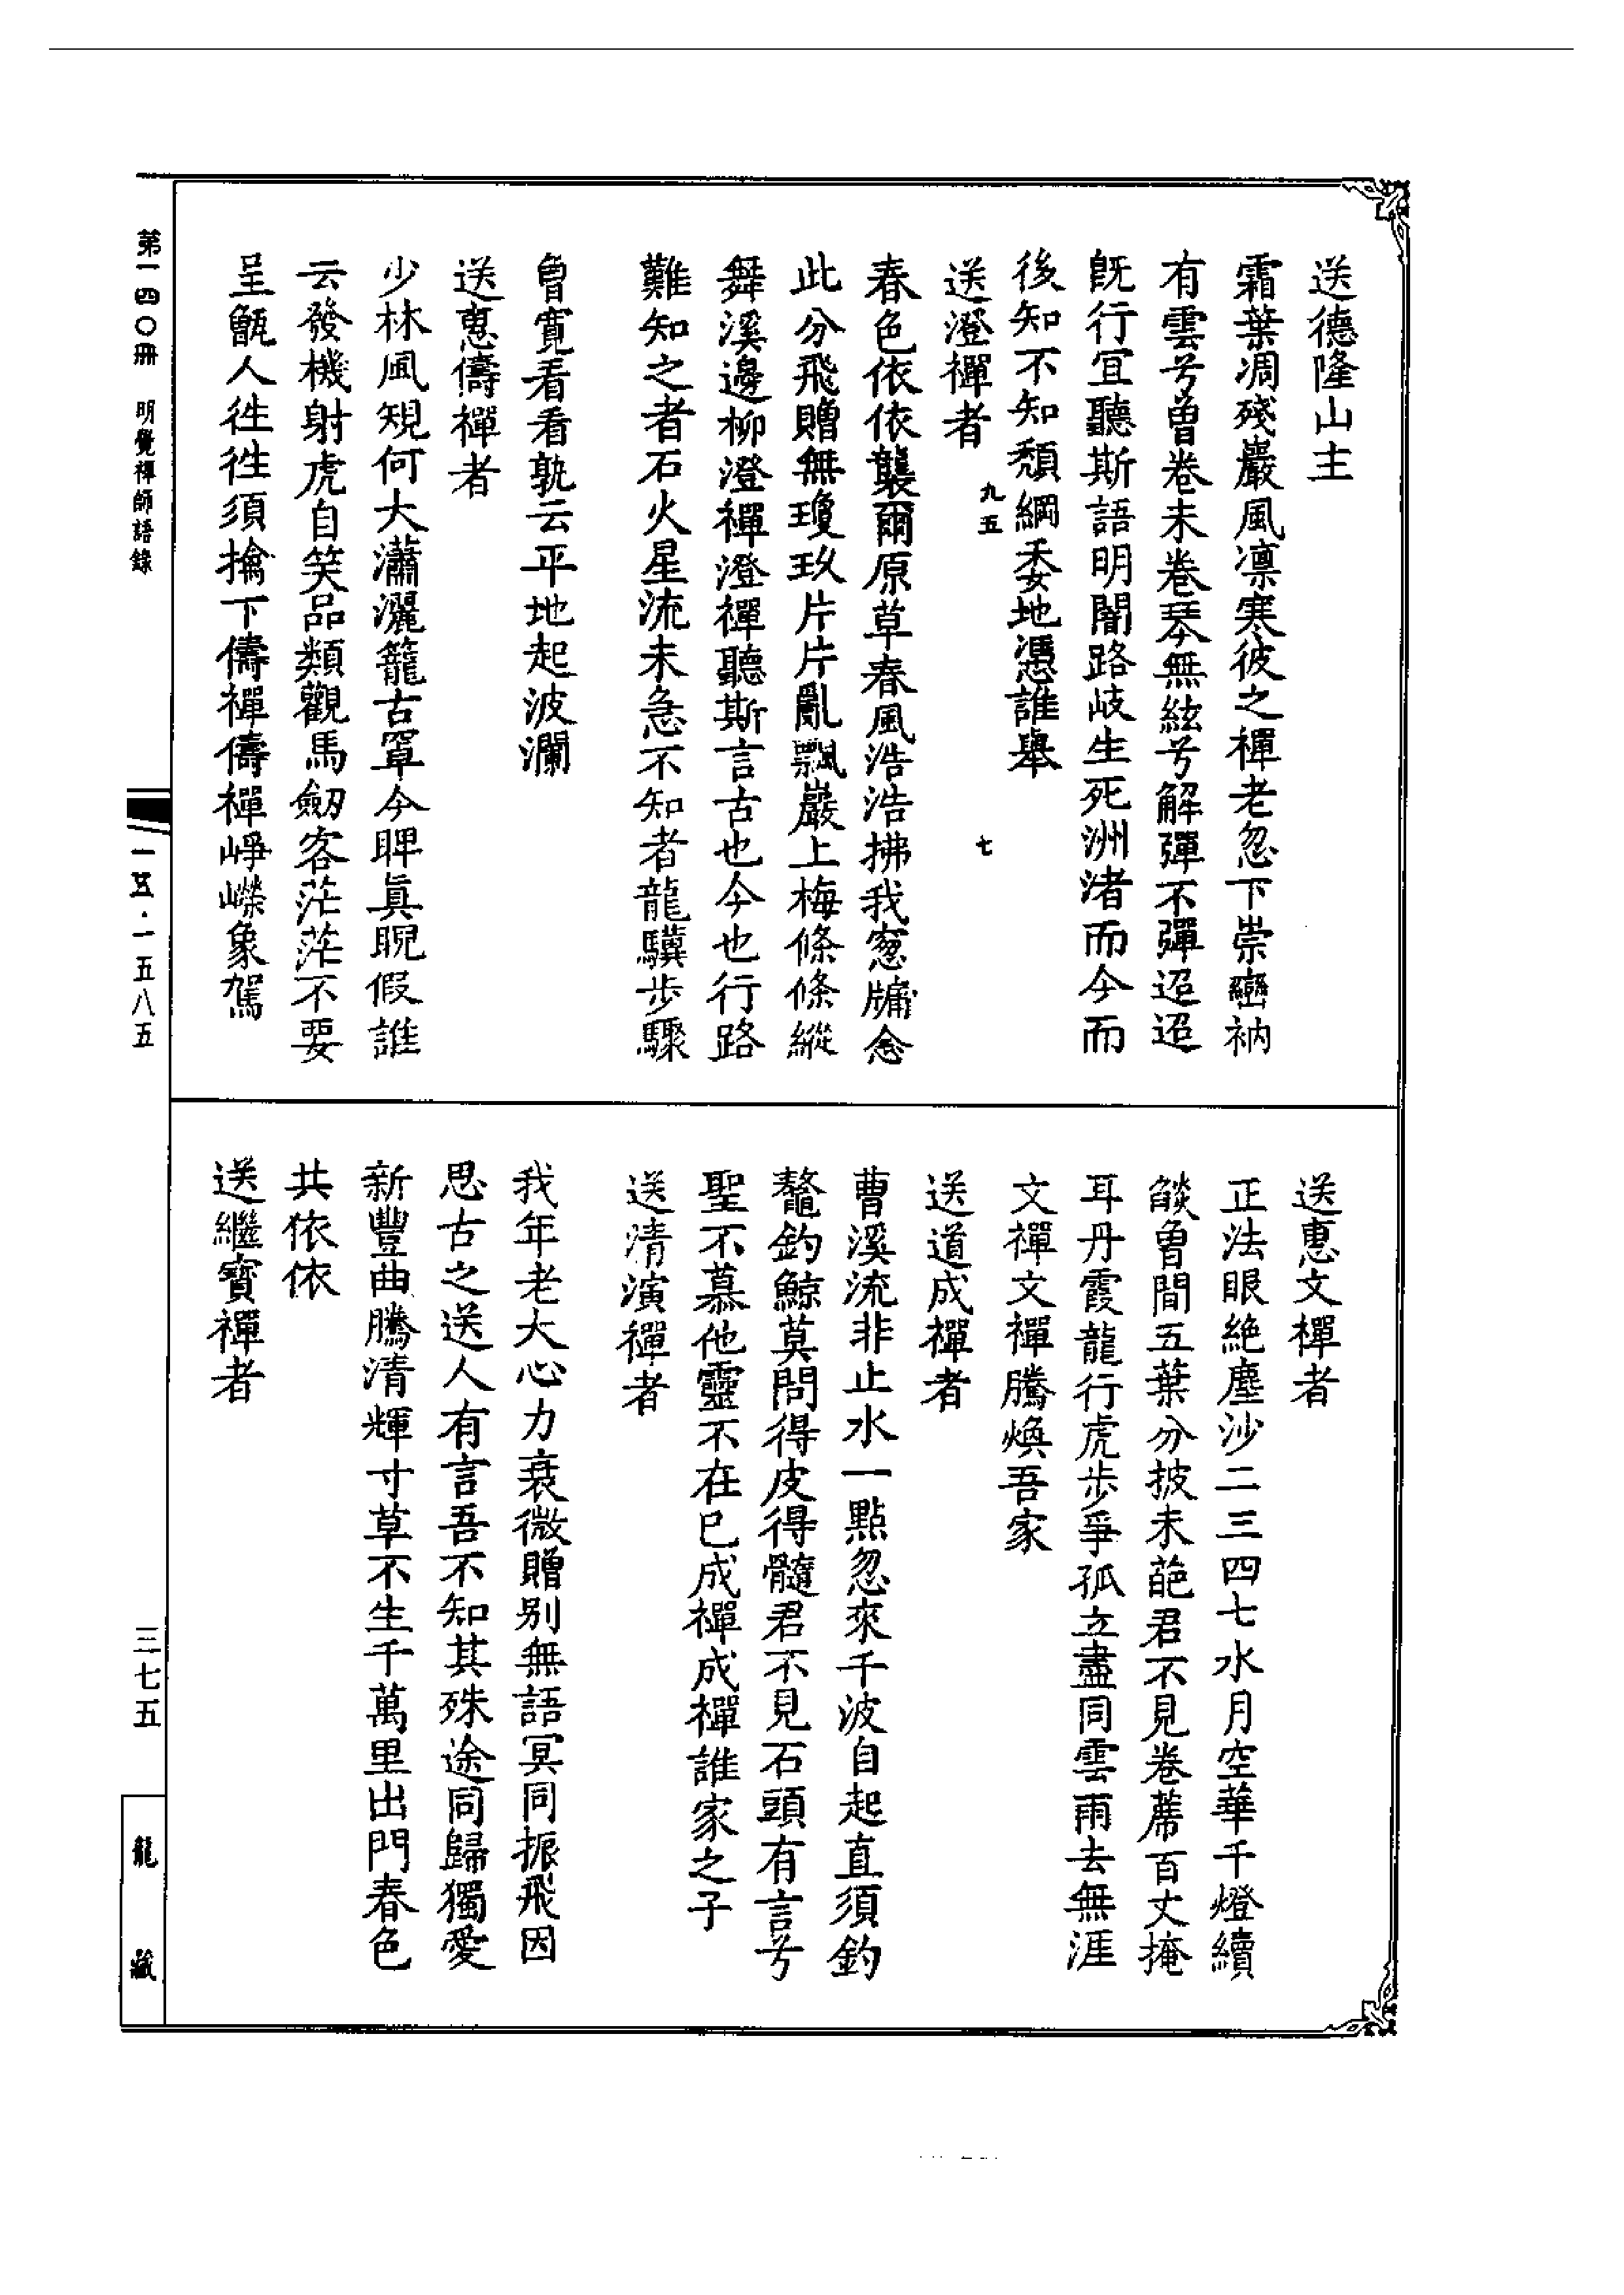 送德隆山主
霜葉凋殘巖風凛寒彼之禪老忽下崇巒衲
有雲兮曾卷未卷琴無絃兮解彈不彈迢迢
旣行宜聽斯語明闇路岐生死洲渚而今而
後知不知頹綱委地憑誰舉
送澄禪者
九五
七
春色依依襲爾原草春風浩浩拂我窻牖念
此分飛贈無瓊玖片片亂飄巖上梅條條縱
舞溪邊柳澄禪澄禪聽斯言古也今也行路
難知之者石火星流未急不知者龍驥步驟
曾寬看看孰云平地起波瀾
送惠儔禪者
少林風規何大瀟灑籠古罩今睥眞睨假誰
云發機射虎自笑品類觀馬劒客茫茫不要
呈甑人徃徃須擒下儔禪儔禪崢嶸象駕
送惠文禪者
正法眼絶塵沙二三四七水月空華千燈續
燄曾間五葉分披未葩君不見卷蓆百丈掩
耳丹霞龍行虎步爭孤立盡同雲雨去無涯
文禪文禪騰煥吾家
送道成禪者
曹溪流非止水一點忽來千波自起直須釣
鼇釣鯨莫問得皮得髓君不見石頭有言兮
聖不慕他靈不在已成禪成禪誰家之子
送清演禪者
我年老大心力衰微贈别無語冥同振飛因
思古之送人有言吾不知其殊途同歸獨愛
新豐曲騰清輝寸草不生千萬里出門春色
共依依
送繼寳禪者
第一四〇冊 明覺禪師語錄
一五五·一五八五
三七五
龍藏